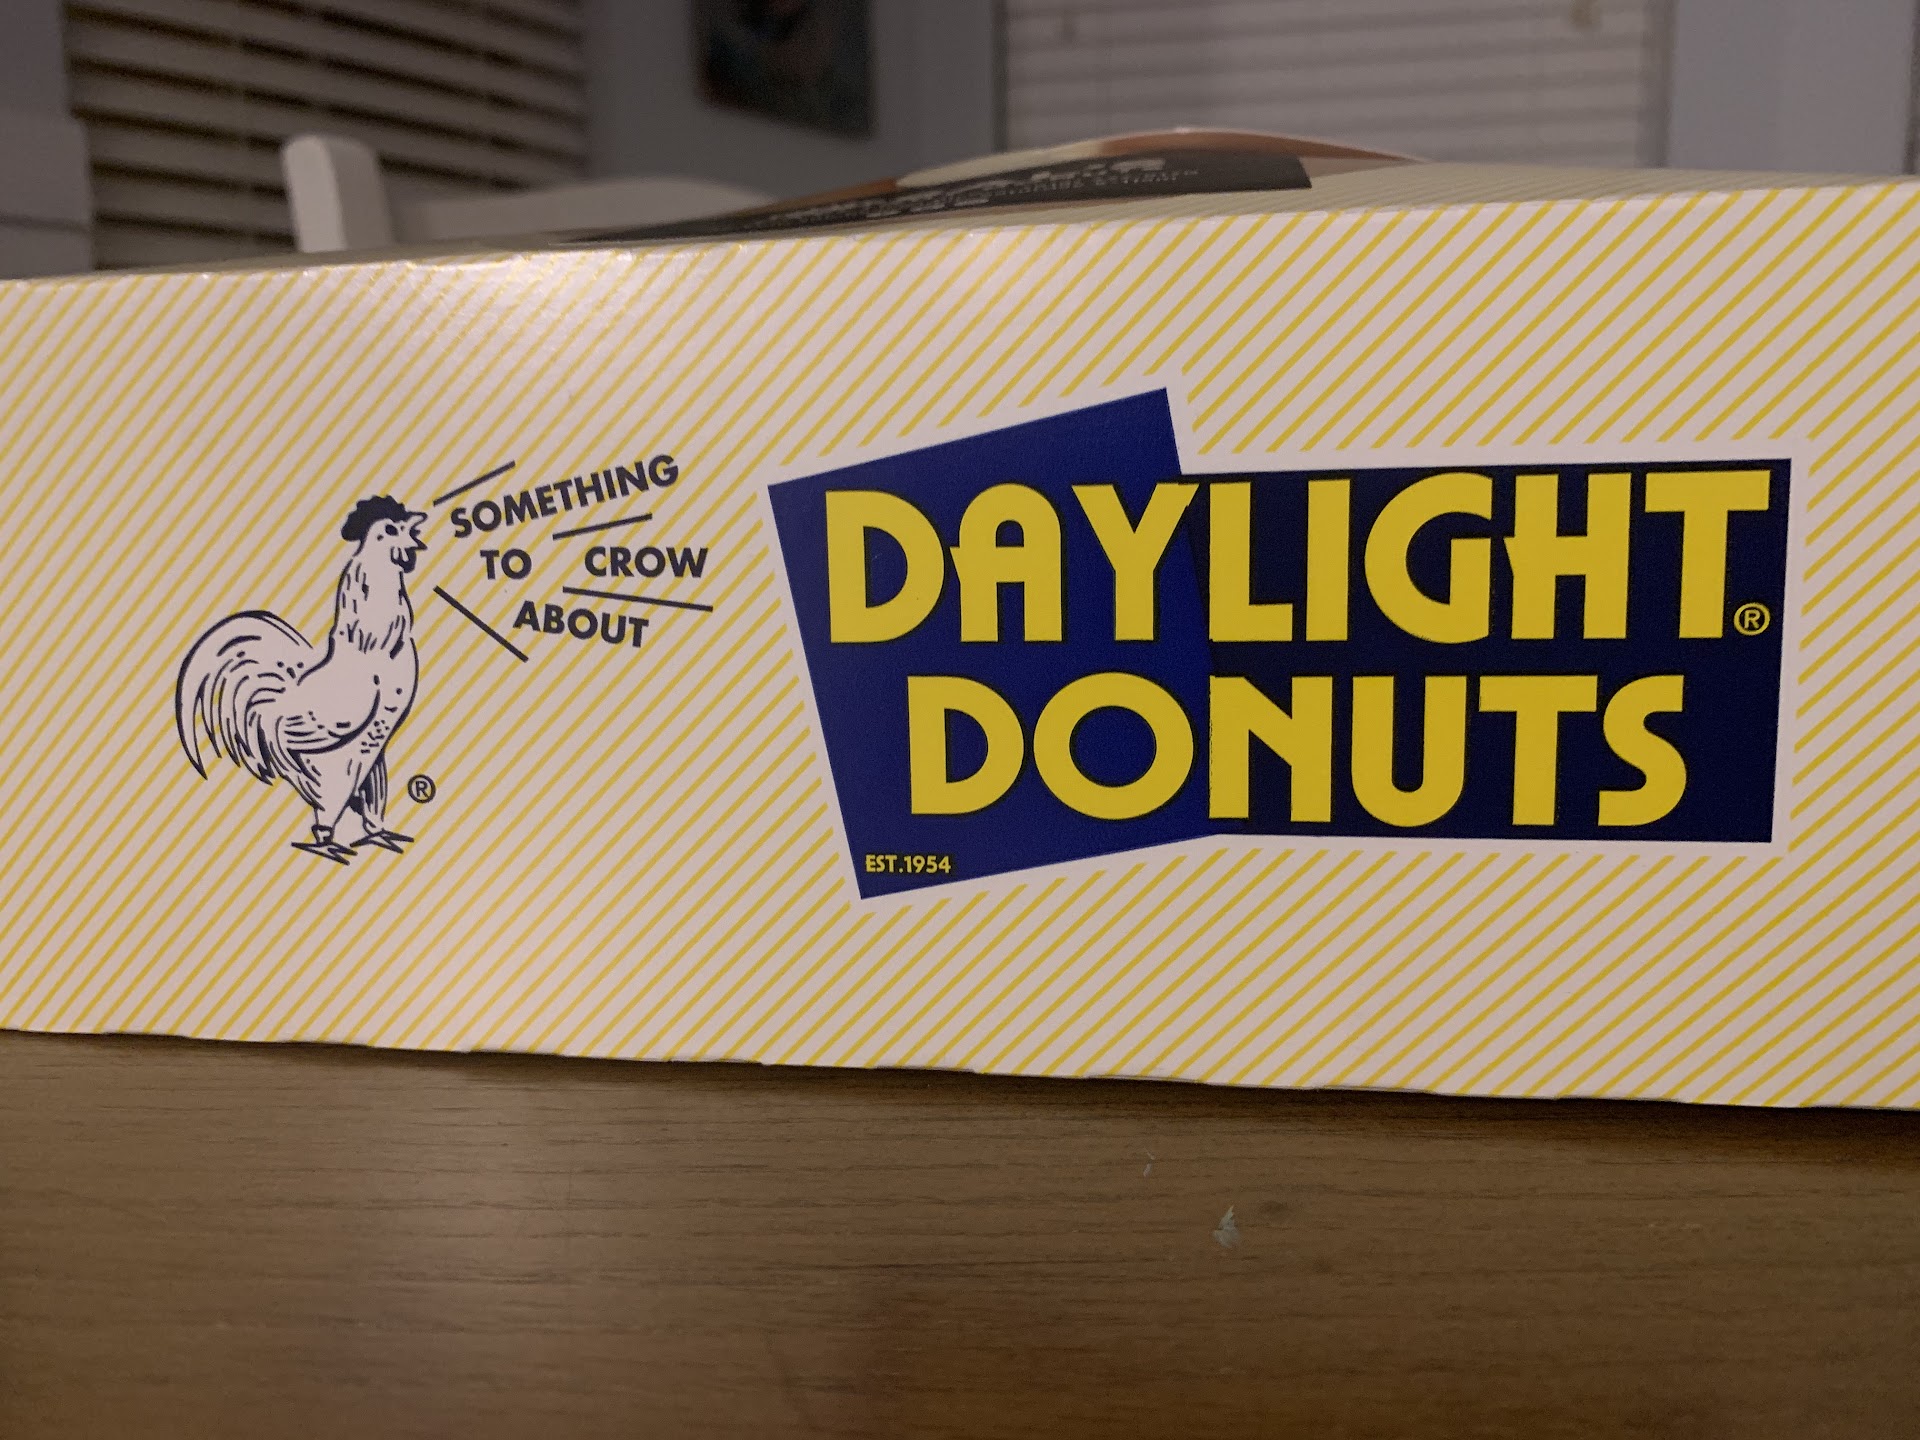 SOMETHING
TO CROW
ABOUT
®
DAYLIGHT®
DONUTS
EST.1954